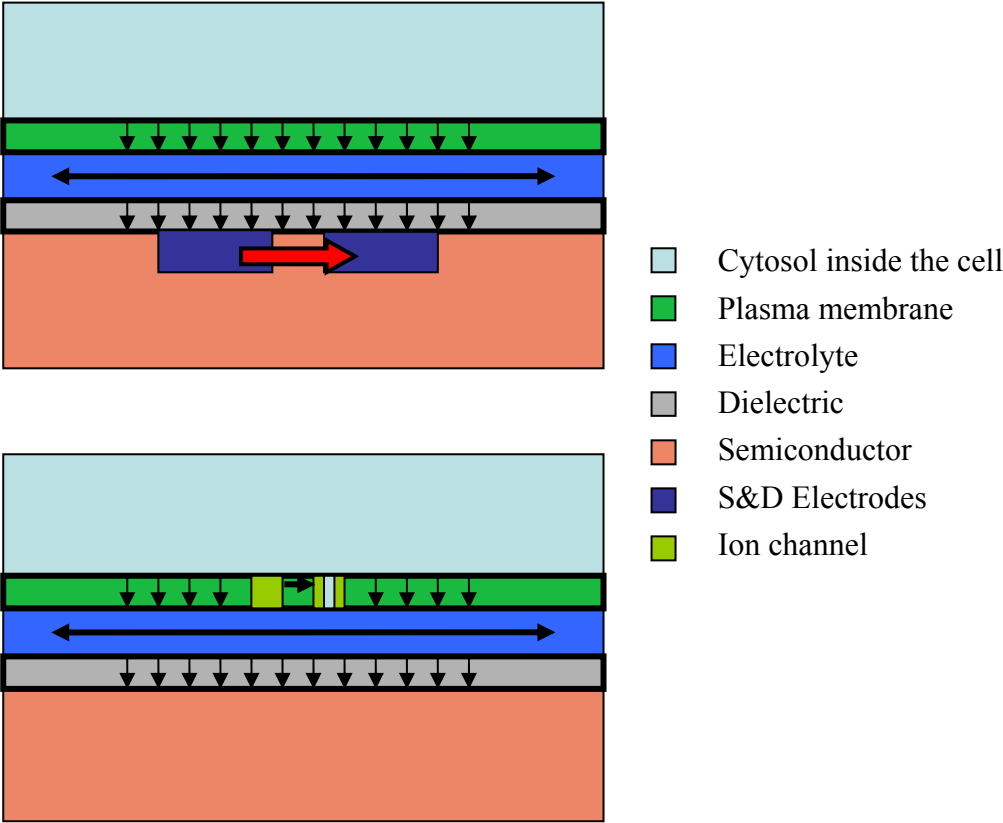 Cytosol inside the cell
Plasma membrane
Electrolyte
Dielectric
Semiconductor
S&D Electrodes
Ion channel